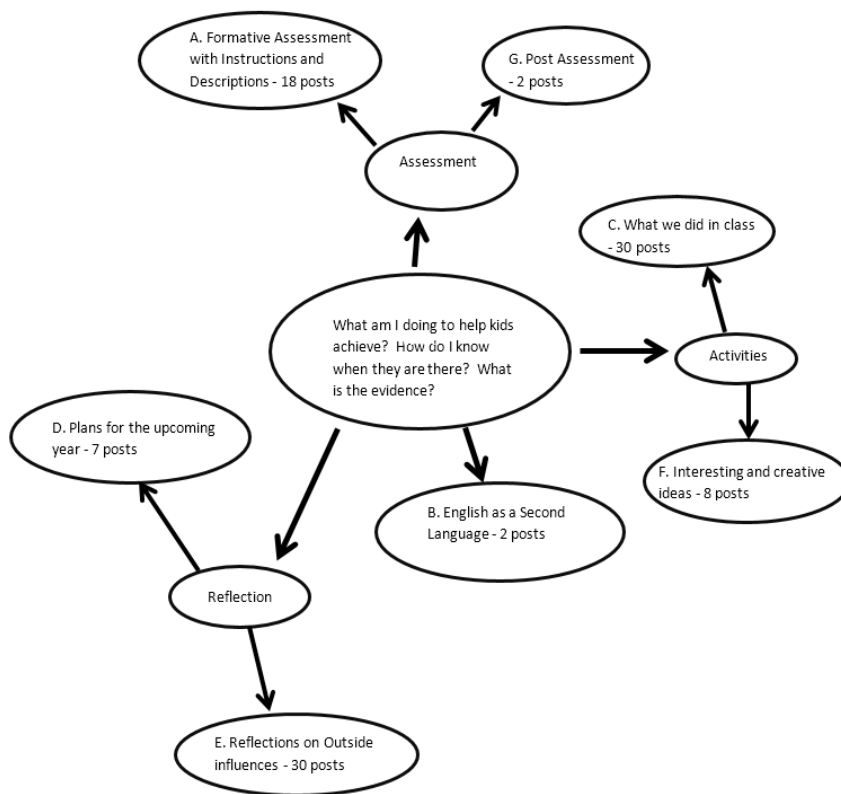 A. Formative Assessment
with Instructions and
Descriptions - 18 posts
G. Post Assessment
- 2 posts
Assessment
C. What we did in class
- 30 posts
What am I doing to help kids
achieve?  How do I know
when they are there?  What
is the evidence?
Activities
D. Plans for the upcoming
year - 7 posts
F. Interesting and creative
ideas - 8 posts
B. English as a Second
Language - 2 posts
Reflection
E. Reflections on Outside
influences - 30 posts